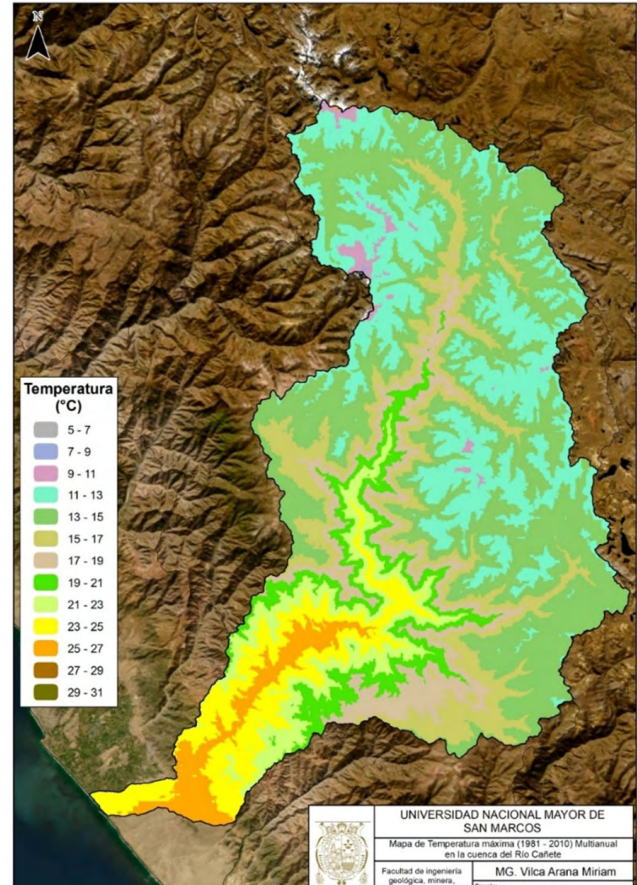 N
Temperatura
(°C)
5 - 7
7 - 9
9 - 11
11 - 13
13 - 15
15 - 17
17 - 19
19 - 21
21 - 23
23 - 25
25 - 27
27 - 29
29 - 31
UNIVERSIDAD NACIONAL MAYOR DE
SAN MARCOS
Mapa de Temperatura máxima (1981 - 2010) Multianual
en la cuenca del Río Cañete
Facultad de ingeniería
geológica, minera,
MG. Vilca Arana Miriam